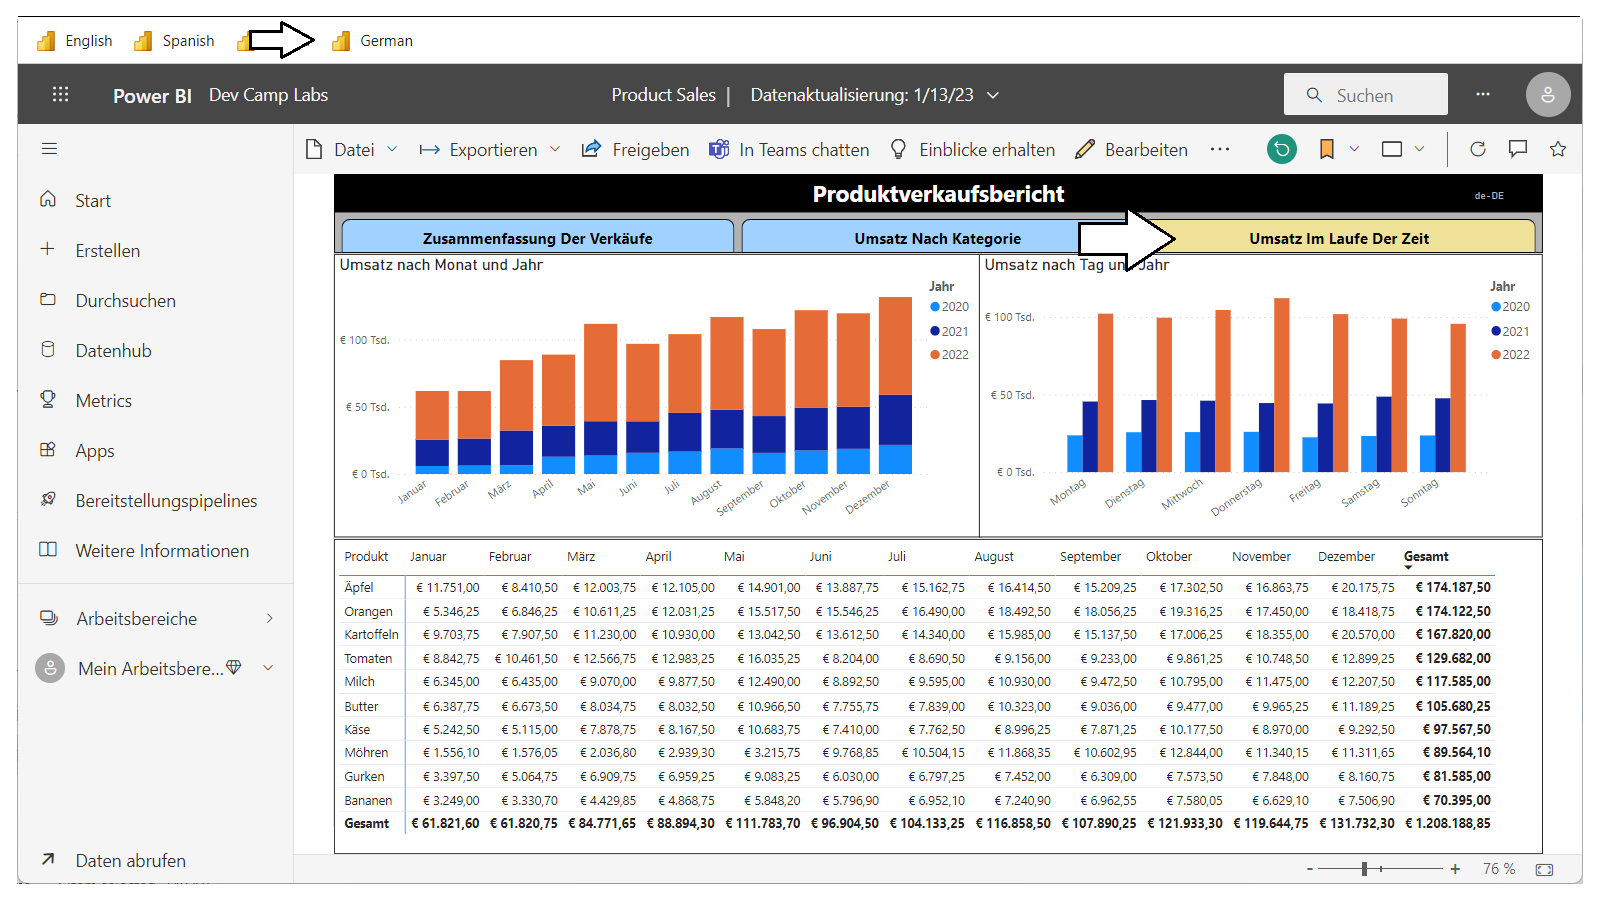 English Spanish German
Power BI Dev Camp Labs Product Sales | Datenaktualisierung: 1/13/23 Suchen
Datei Exportieren Freigeben In Teams chatten Einblicke erhalten Bearbeiten
Start
Erstellen
Durchsuchen
Datenhub
Metrics
Apps
Bereitstellungspipelines
Weitere Informationen
Arbeitsbereiche
Mein Arbeitsbere...
Daten abrufen
Produktverkaufsbericht de-DE
Zusammenfassung Der Verkäufe Umsatz Nach Kategorie Umsatz Im Laufe Der Zeit
Umsatz nach Monat und Jahr
Jahr
2020
2021
2022
€ 100 Tsd.
€ 50 Tsd.
€ 0 Tsd.
Januar Februar März April Mai Juni Juli August September Oktober November Dezember
Umsatz nach Tag Jahr
Jahr
2020
2021
2022
€ 100 Tsd.
€ 50 Tsd.
€ 0 Tsd.
Montag Dienstag Mittwoch Donnerstag Freitag Samstag Sonntag
Produkt Januar Februar März April Mai Juni Juli August September Oktober November Dezember Gesamt
Äpfel € 11.751,00 € 8.410,50 € 12.003,75 € 12.105,00 € 14.901,00 € 13.887,75 € 15.162,75 € 16.414,50 € 15.209,25 € 17.302,50 € 16.863,75 € 20.175,75 € 174.187,50
Orangen € 5.346,25 € 6.846,25 € 10.611,25 € 12.031,25 € 15.517,50 € 15.546,25 € 16.490,00 € 18.492,50 € 18.056,25 € 19.316,25 € 17.450,00 € 18.418,75 € 174.122,50
Kartoffeln € 9.703,75 € 7.907,50 € 11.230,00 € 10.930,00 € 13.042,50 € 13.612,50 € 14.340,00 € 15.985,00 € 15.137,50 € 17.006,25 € 18.355,00 € 20.570,00 € 167.820,00
Tomaten € 8.842,75 € 10.461,50 € 12.566,75 € 12.983,25 € 16.035,25 € 8.204,00 € 8.690,50 € 9.156,00 € 9.233,00 € 9.861,25 € 10.748,50 € 12.899,25 € 129.682,00
Milch € 6.345,00 € 6.435,00 € 9.070,00 € 9.877,50 € 12.490,00 € 8.892,50 € 9.595,00 € 10.930,00 € 9.472,50 € 10.795,00 € 11.475,00 € 12.207,50 € 117.585,00
Butter € 6.387,75 € 6.673,50 € 8.034,75 € 8.032,50 € 10.966,50 € 7.755,75 € 7.839,00 € 10.323,00 € 9.036,00 € 9.477,00 € 9.965,25 € 11.189,25 € 105.680,25
Käse € 5.242,50 € 5.115,00 € 7.878,75 € 8.167,50 € 10.683,75 € 7.410,00 € 7.762,50 € 8.996,25 € 7.871,25 € 10.177,50 € 8.970,00 € 9.292,50 € 97.567,50
Möhren € 1.556,10 € 1.576,05 € 2.036,80 € 2.939,30 € 3.215,75 € 9.768,85 € 10.504,15 € 11.868,35 € 10.602,95 € 12.844,00 € 11.340,15 € 11.311,65 € 89.564,10
Gurken € 3.397,50 € 5.064,75 € 6.909,75 € 6.959,25 € 9.083,25 € 6.030,00 € 6.797,25 € 7.452,00 € 6.309,00 € 7.573,50 € 7.848,00 € 8.160,75 € 81.585,00
Bananen € 3.249,00 € 3.330,70 € 4.429,85 € 4.868,75 € 5.848,20 € 5.796,90 € 6.952,10 € 7.240,90 € 6.962,55 € 7.580,05 € 6.629,10 € 7.506,90 € 70.395,00
Gesamt € 61.821,60 € 61.820,75 € 84.771,65 € 88.894,30 € 111.783,70 € 96.904,50 € 104.133,25 € 116.858,50 € 107.890,25 € 121.933,30 € 119.644,75 € 131.732,30 € 1.208.188,85
- + 76 %